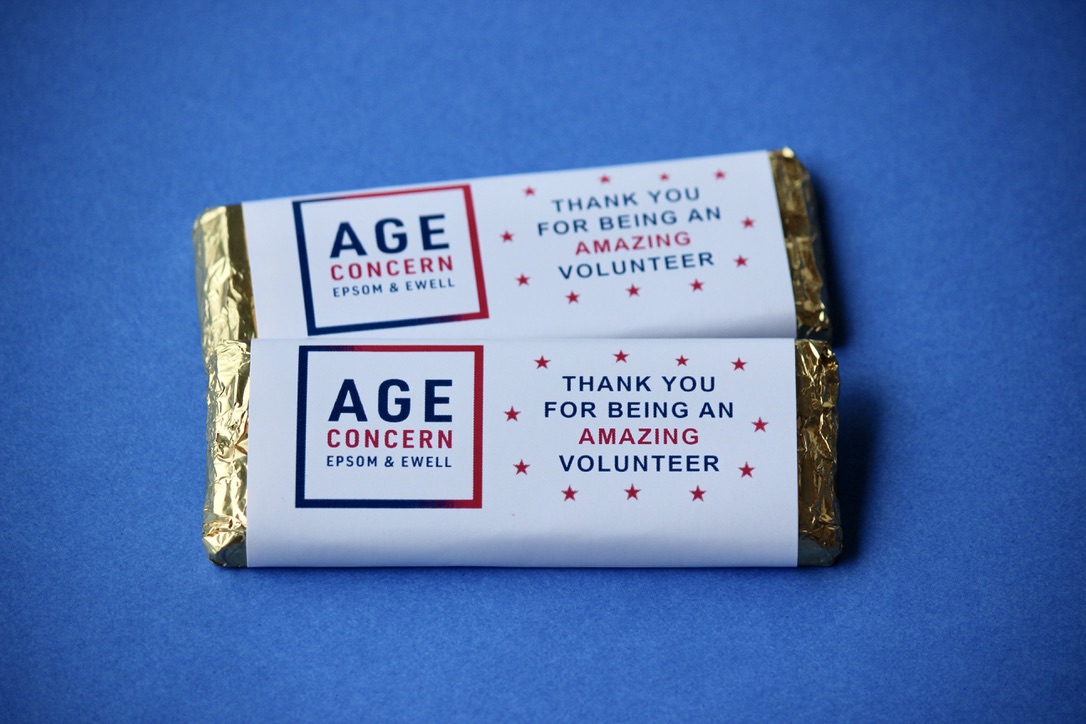 AGE
CONCERN
EPSOM & EWELL
THANK YOU
FOR BEING AN
AMAZING
VOLUNTEER
AGE
CONCERN
EPSOM & EWELL
THANK YOU
FOR BEING AN
AMAZING
VOLUNTEER